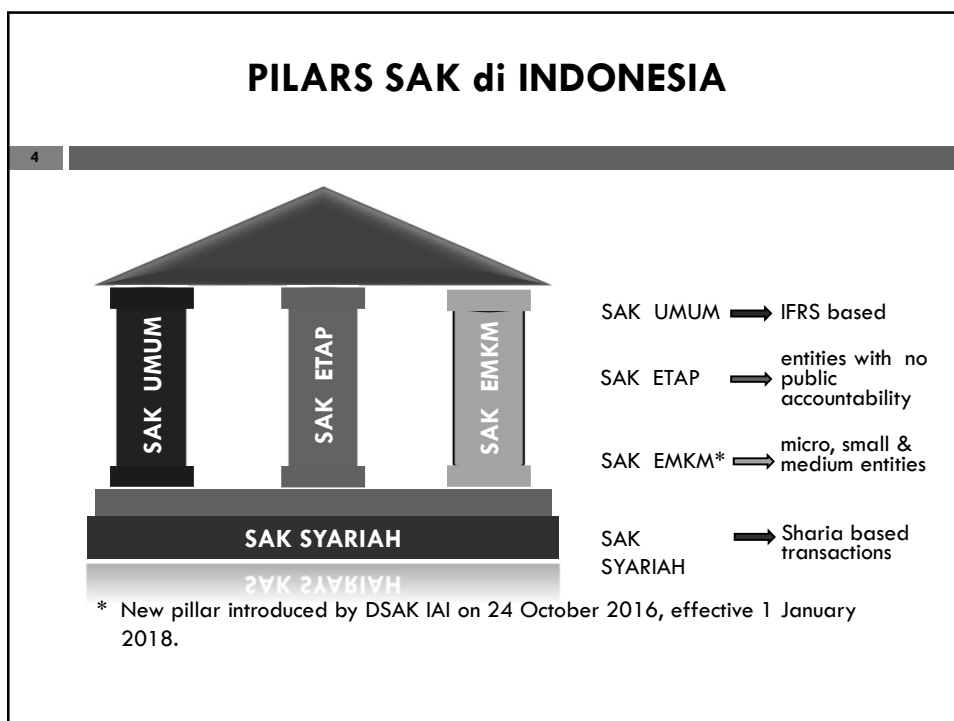 PILARS SAK di INDONESIA
4
SAK UMUM
SAK ETAP
SAK EMKM
SAK SYARIAH
SAK UMUM
IFRS based
SAK ETAP
entities with no
public
accountability
SAK EMKM*
micro, small &
medium entities
SAK
SYARIAH
Sharia based
transactions
* New pillar introduced by DSAK IAI on 24 October 2016, effective 1 January
2018.